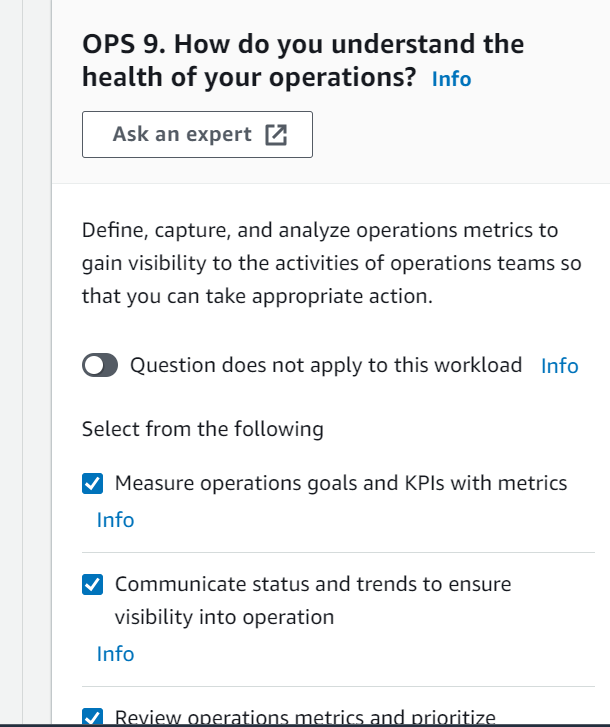 OPS 9. How do you understand the
health of your operations? Info
Ask an expert
Define, capture, and analyze operations metrics to
gain visibility to the activities of operations teams so
that you can take appropriate action.
Question does not apply to this workload Info
Select from the following
Measure operations goals and KPIs with metrics
Info
Communicate status and trends to ensure
visibility into operation
Info
Review operations metrics and prioritize